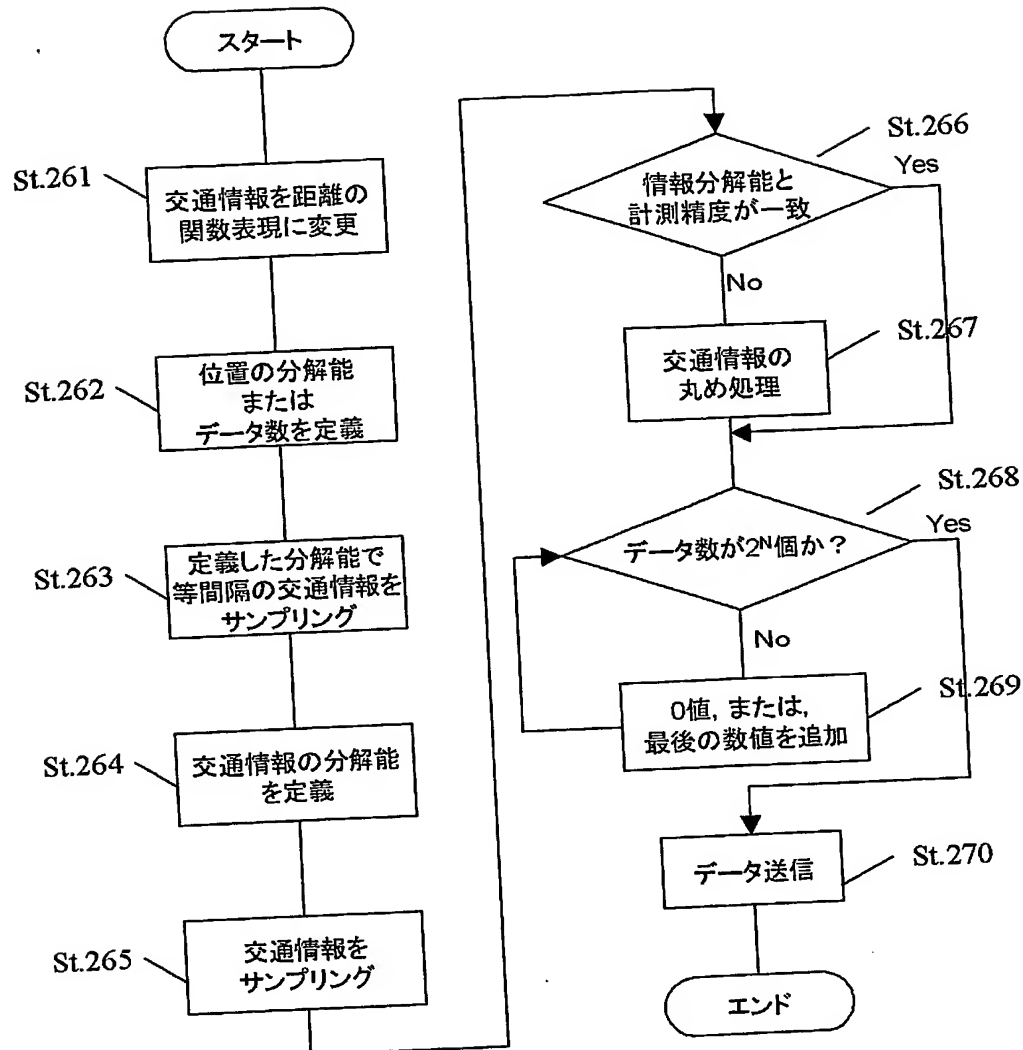 スタート
St.261
交通情報を距離の
関数表現に変更
St.262
位置の分解能
または
データ数を定義
St.263
定義した分解能で
等間隔の交通情報を
サンプリング
St.264
交通情報の分解能
を定義
St.265
交通情報を
サンプリング
St.266
情報分解能と
計測精度が一致
Yes
No
St.267
交通情報の
丸め処理
St.268
データ数が2ᴺ個か？
Yes
No
St.269
0値，または，
最後の数値を追加
St.270
データ送信
エンド